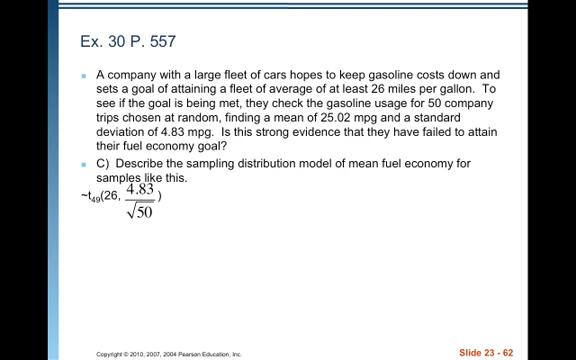 Ex. 30 P. 557
A company with a large fleet of cars hopes to keep gasoline costs down and
sets a goal of attaining a fleet of average of at least 26 miles per gallon. To
see if the goal is being met, they check the gasoline usage for 50 company
trips chosen at random, finding a mean of 25.02 mpg and a standard
deviation of 4.83 mpg. Is this strong evidence that they have failed to attain
their fuel economy goal?
C) Describe the sampling distribution model of mean fuel economy for
samples like this.
~t₄₉(26, 4.83/√50)
Copyright © 2010, 2007, 2004 Pearson Education, Inc.
Slide 23 - 62